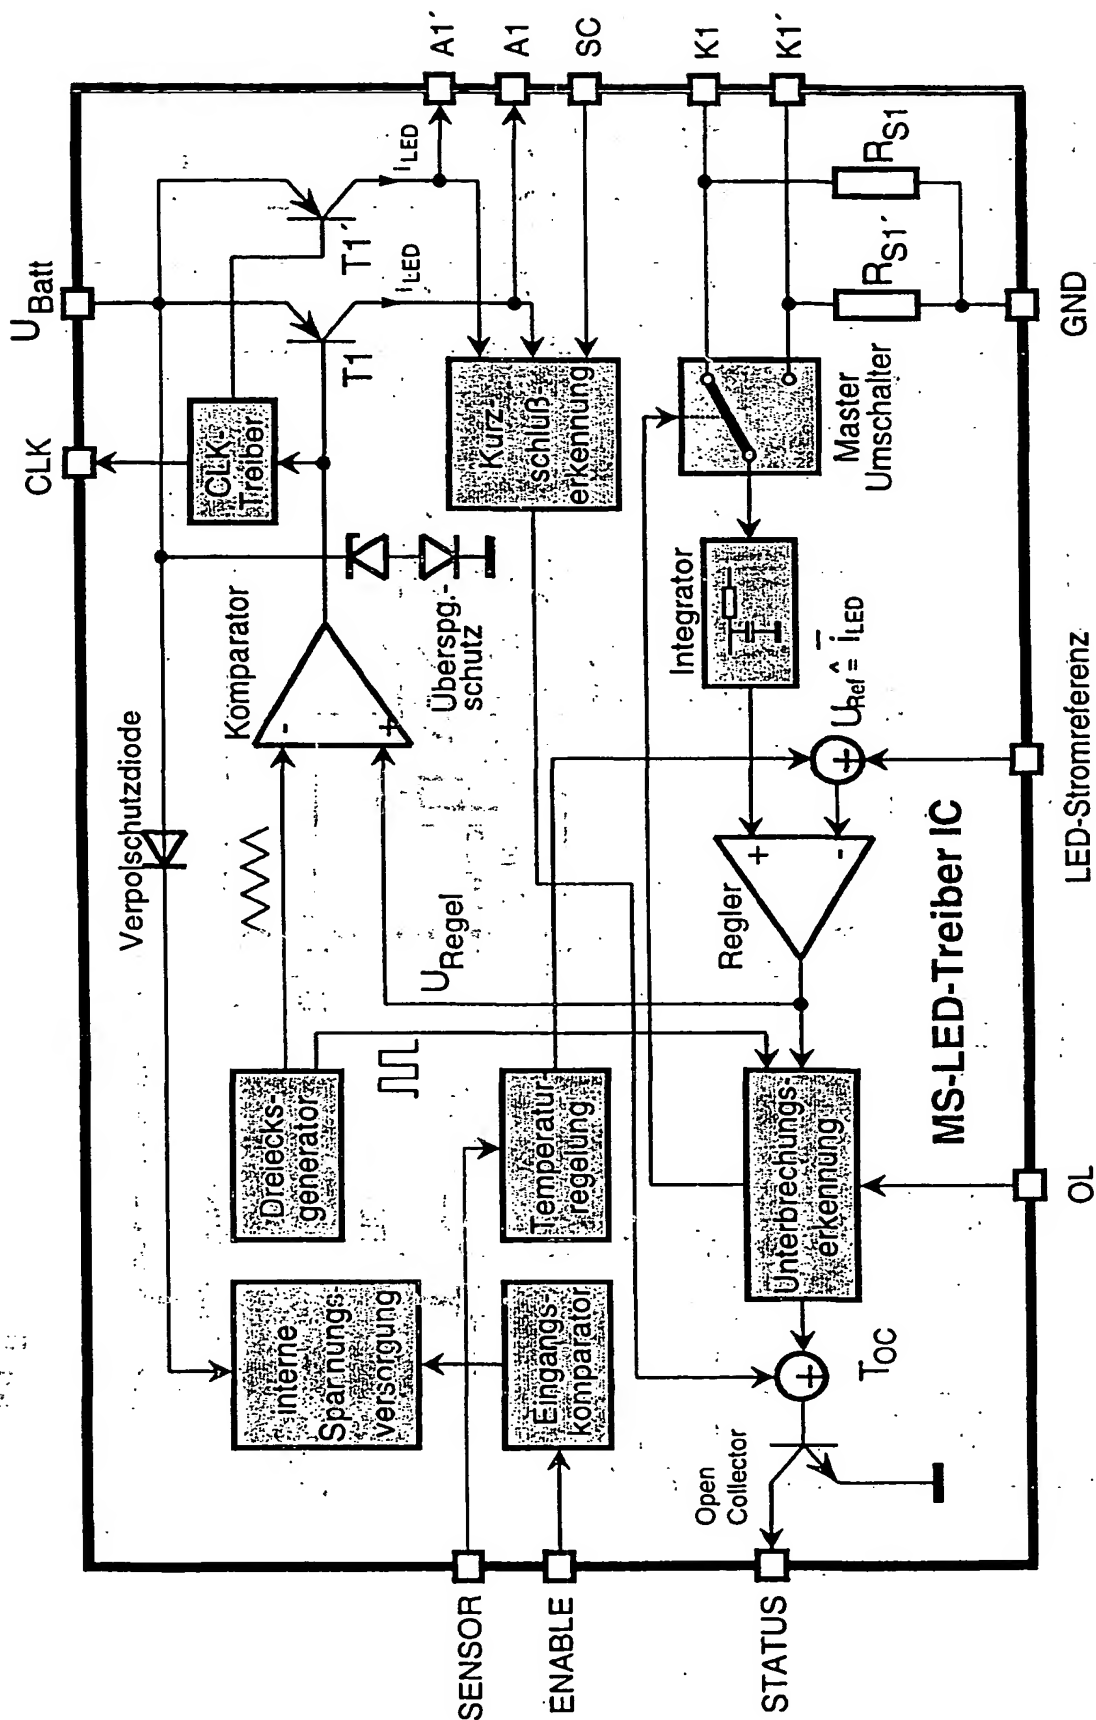 CLK
U_Batt
Verpolschutzdiode
CLK-
Treiber
T1´
i_LED
T1
i_LED
A1´
A1
SC
K1
K1´
interne
Spannungs-
versorgung
Dreiecks-
generator
Komparator
-
+
Überspg.-
schutz
U_Regel
Kurz-
schluß-
erkennung
SENSOR
ENABLE
STATUS
Eingangs-
komparator
Temperatur
regelung
Integrator
Master
Umschalter
R_S1
R_S1´
Regler
+
-
+
U_Ref ≙ i̅_LED
Unterbrechungs-
erkennung
+
T_OC
Open
Collector
MS-LED-Treiber IC
OL
LED-Stromreferenz
GND